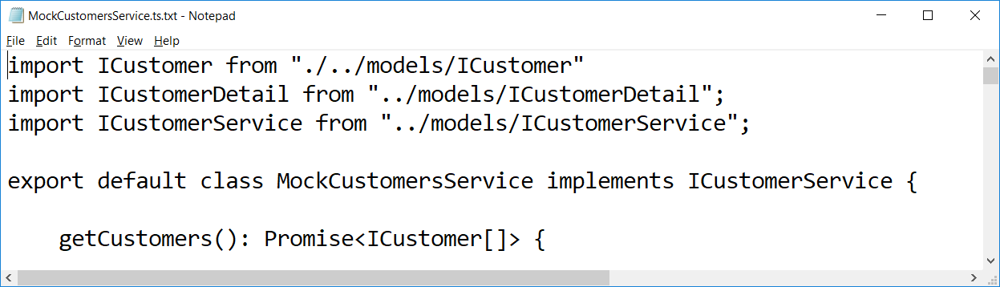 MockCustomersService.ts.txt - Notepad
File Edit Format View Help
import ICustomer from "./../models/ICustomer"
import ICustomerDetail from "../models/ICustomerDetail";
import ICustomerService from "../models/ICustomerService";
export default class MockCustomersService implements ICustomerService {
getCustomers(): Promise<ICustomer[]> {